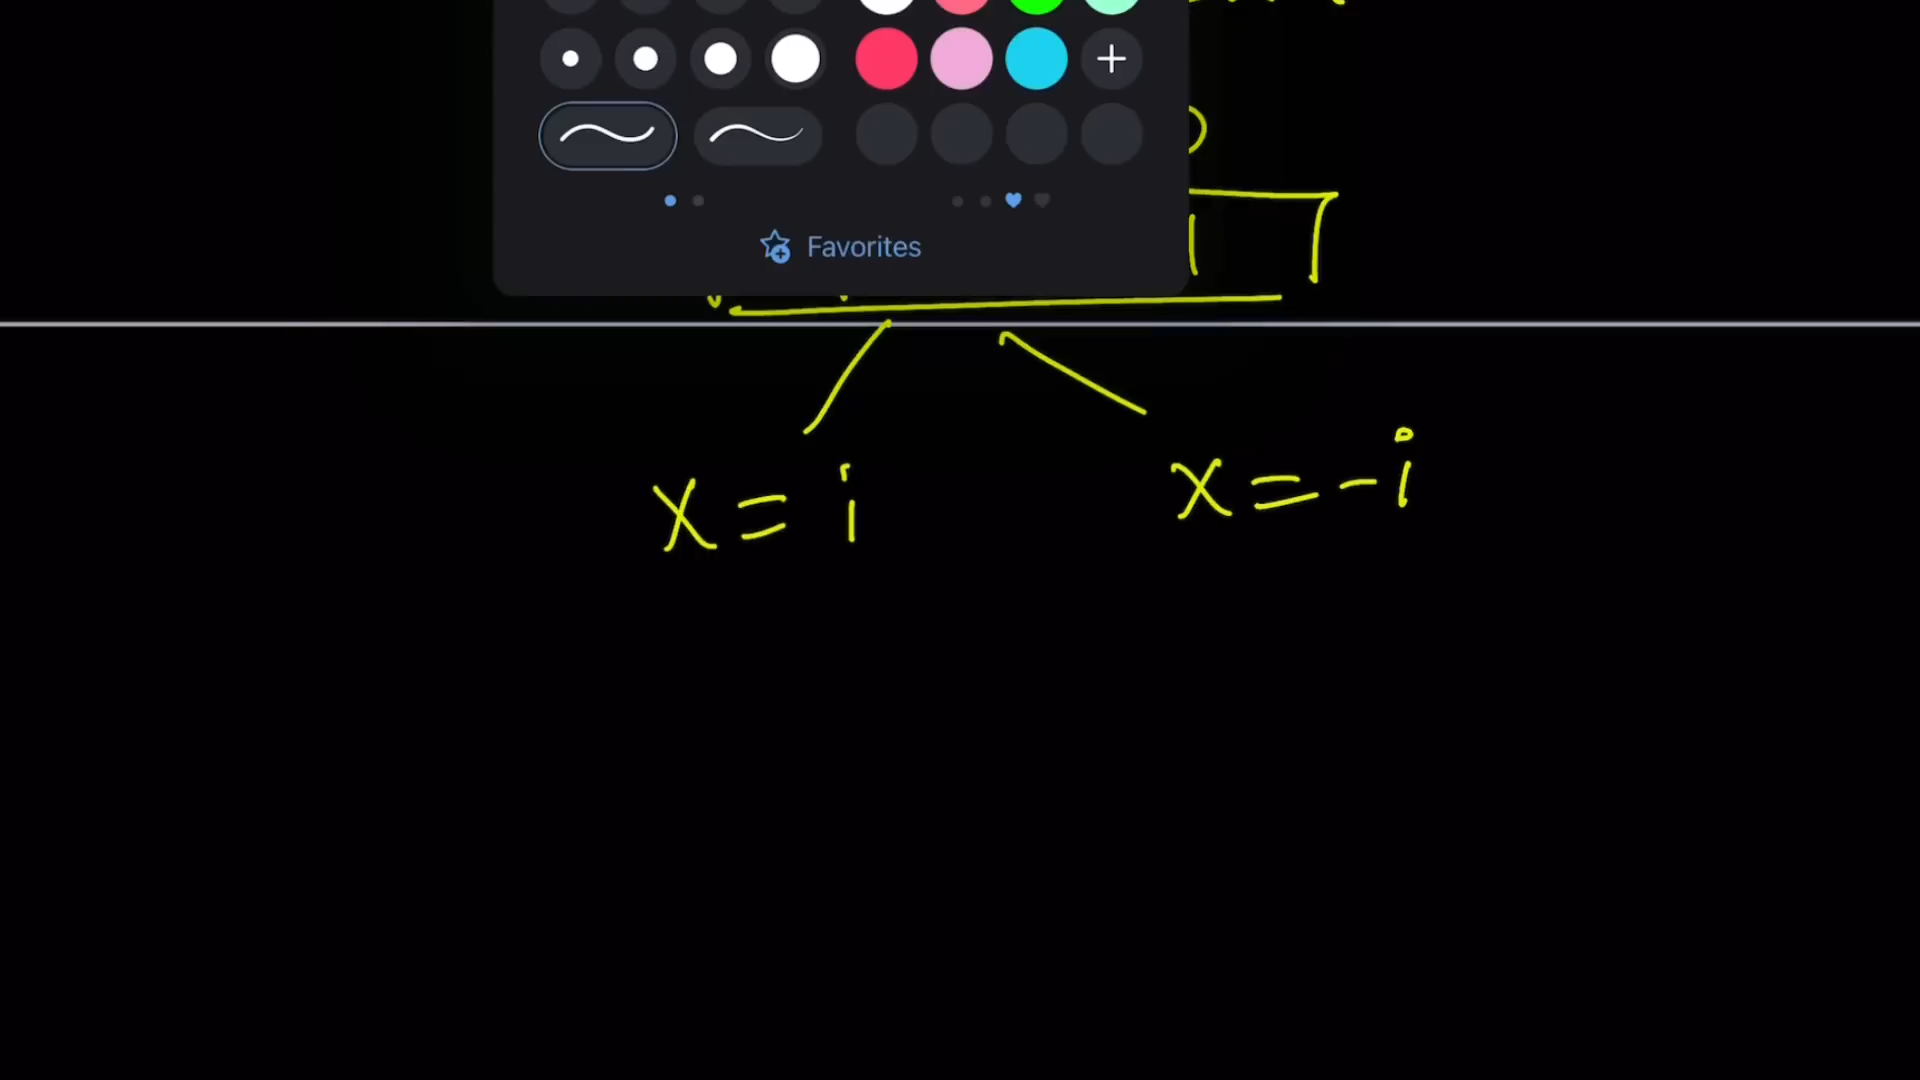 Favorites
x = i
x = -i